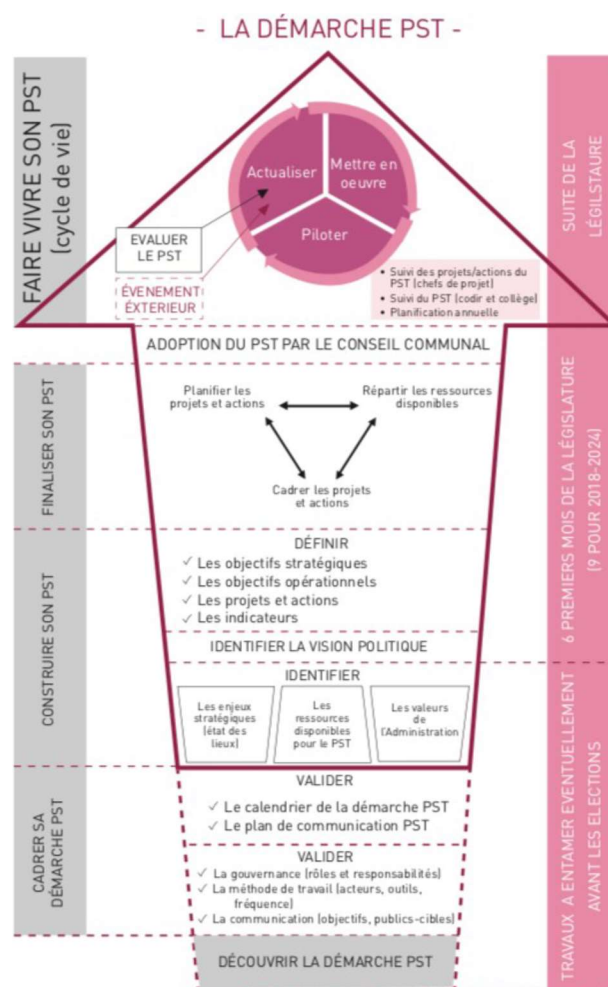 - LA DÉMARCHE PST -
FAIRE VIVRE SON PST
(cycle de vie)
Actualiser
Mettre en
oeuvre
Piloter
EVALUER
LE PST
ÉVENEMENT
ÉXTERIEUR
• Suivi des projets/actions du
PST (chefs de projet)
• Suivi du PST (codir et collège)
• Planification annuelle
SUITE DE LA
LÉGILSTAURE
ADOPTION DU PST PAR LE CONSEIL COMMUNAL
FINALISER SON PST
Planifier les
projets et actions
Répartir les ressources
disponibles
Cadrer les projets
et actions
6 PREMIERS MOIS DE LA LÉGISLATURE
(9 POUR 2018-2024)
CONSTRUIRE SON PST
DÉFINIR
✓ Les objectifs stratégiques
✓ Les objectifs opérationnels
✓ Les projets et actions
✓ Les indicateurs
IDENTIFIER LA VISION POLITIQUE
IDENTIFIER
Les enjeux
stratégiques
(état des
lieux)
Les
ressources
disponibles
pour le PST
Les valeurs
de
l'Administration
TRAVAUX A ENTAMER EVENTUELLEMENT
AVANT LES ELECTIONS
CADRER SA
DÉMARCHE PST
VALIDER
✓ Le calendrier de la démarche PST
✓ Le plan de communication PST
VALIDER
✓ La gouvernance (rôles et responsabilités)
✓ La méthode de travail (acteurs, outils,
fréquence)
✓ La communication (objectifs, publics-cibles)
DÉCOUVRIR LA DÉMARCHE PST